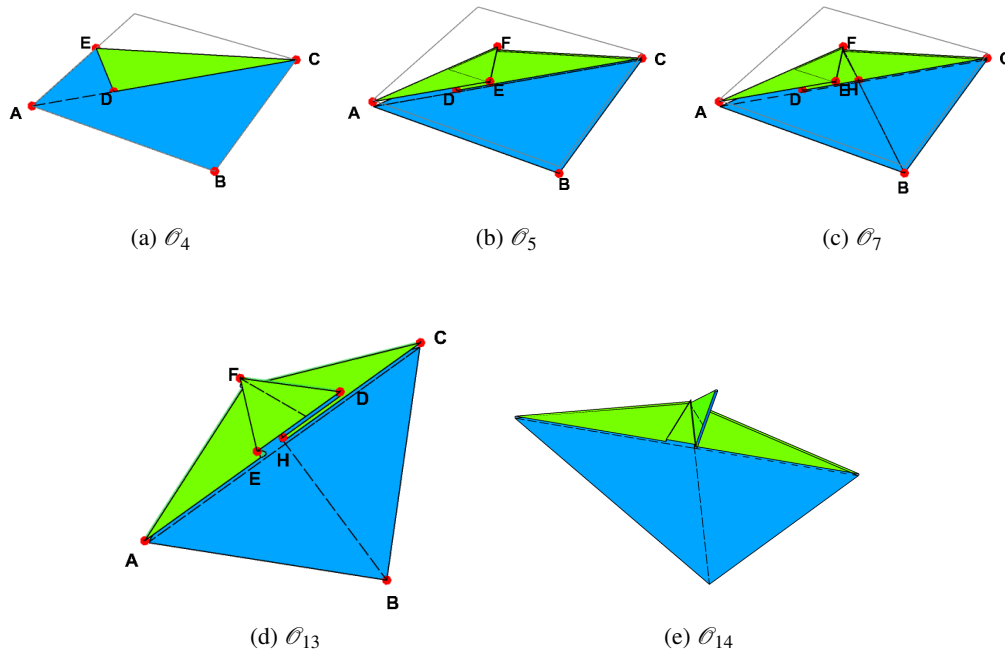 E C D A B
(a) 𝒪4
F C E D A B
(b) 𝒪5
F C E H D A B
(c) 𝒪7
C F D H E A B
(d) 𝒪13
(e) 𝒪14